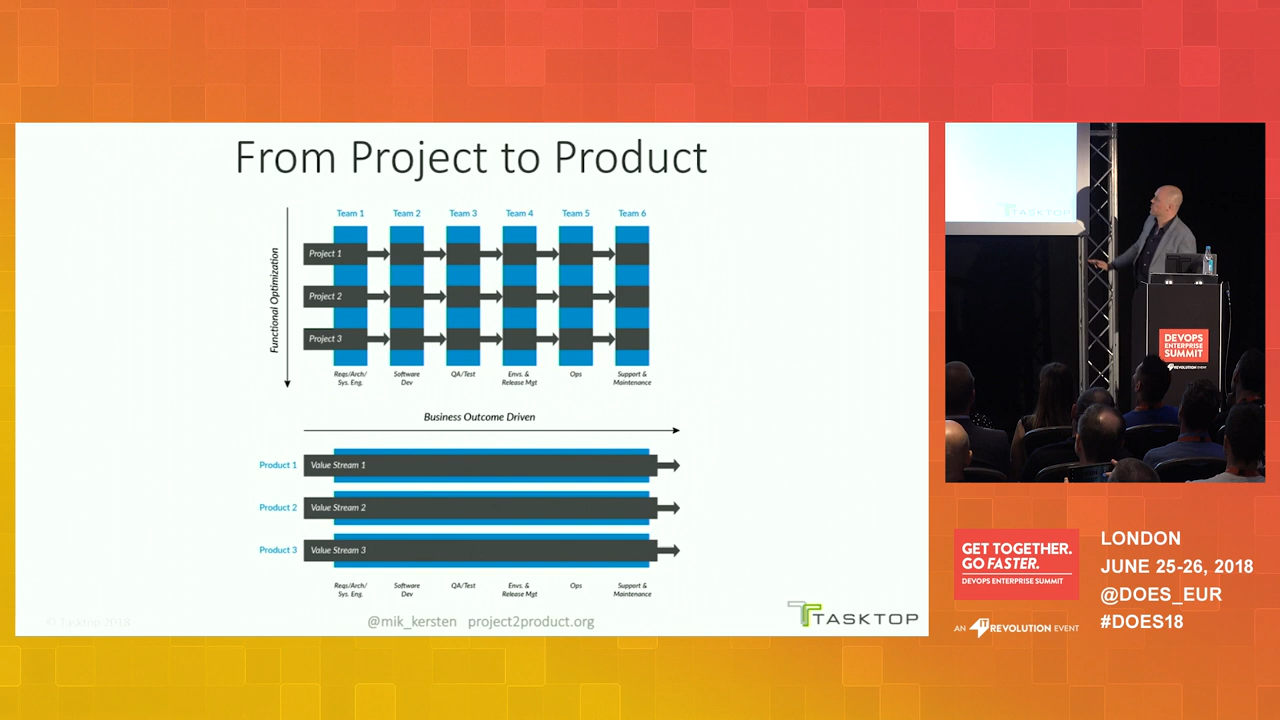 From Project to Product
Team 1 Team 2 Team 3 Team 4 Team 5 Team 6
Functional Optimization
Project 1
Project 2
Project 3
Reqs/Arch/
Sys. Eng.
Software
Dev
QA/Test
Envs. &
Release Mgt
Ops
Support &
Maintenance
Business Outcome Driven
Product 1 Value Stream 1
Product 2 Value Stream 2
Product 3 Value Stream 3
Reqs/Arch/
Sys. Eng.
Software
Dev
QA/Test
Envs. &
Release Mgt
Ops
Support &
Maintenance
© Tasktop 2018
@mik_kersten project2product.org
TASKTOP
TASKTOP
DEVOPS
ENTERPRISE
SUMMIT
IT REVOLUTION EVENT
GET TOGETHER.
GO FASTER.
DEVOPS ENTERPRISE SUMMIT
AN IT REVOLUTION EVENT
LONDON
JUNE 25-26, 2018
@DOES_EUR
#DOES18